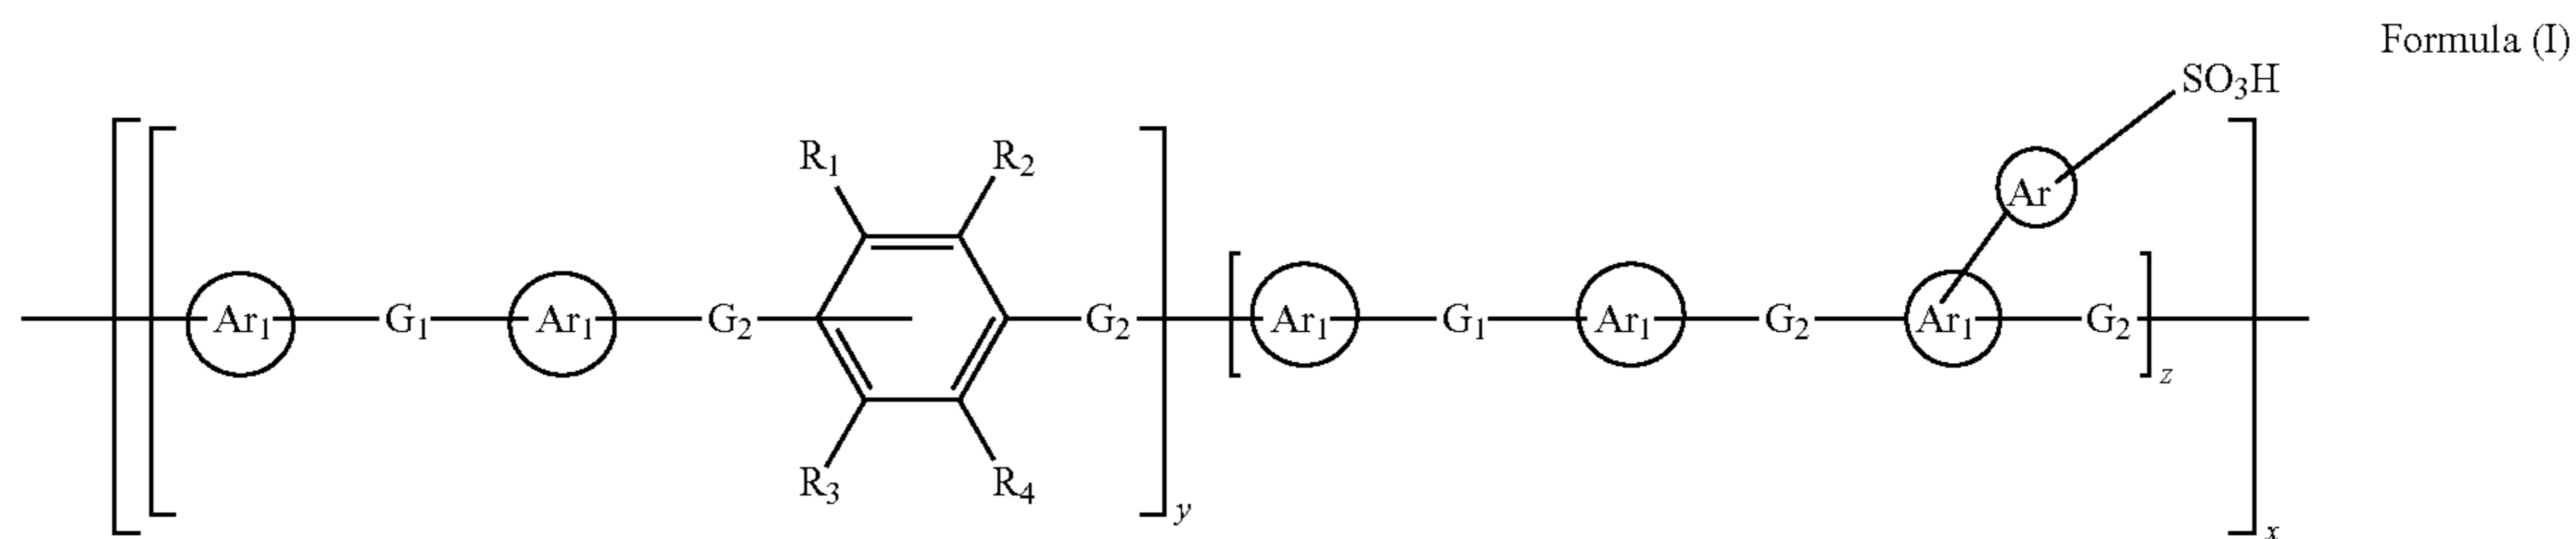 Formula (I)
SO₃H
R₁ R₂ Ar
Ar₁ G₁ Ar₁ G₂ G₂ Ar₁ G₁ Ar₁ G₂ Ar₁ G₂
z
R₃ R₄
y
x